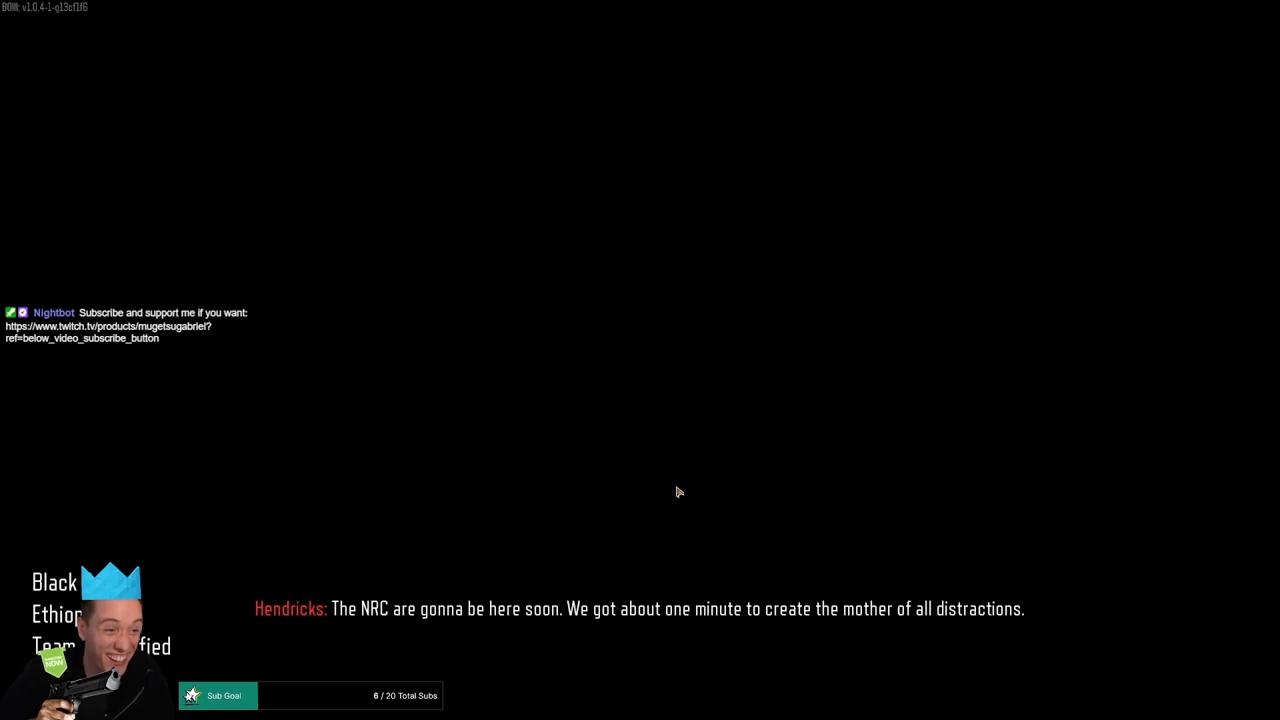 BOIII: v1.0.4-1-g13cf1f6
Nightbot Subscribe and support me if you want:
https://www.twitch.tv/products/mugetsugabriel?
ref=below_video_subscribe_button
Black
Hendricks: The NRC are gonna be here soon. We got about one minute to create the mother of all distractions.
Team
NOW
Sub Goal
6 / 20 Total Subs